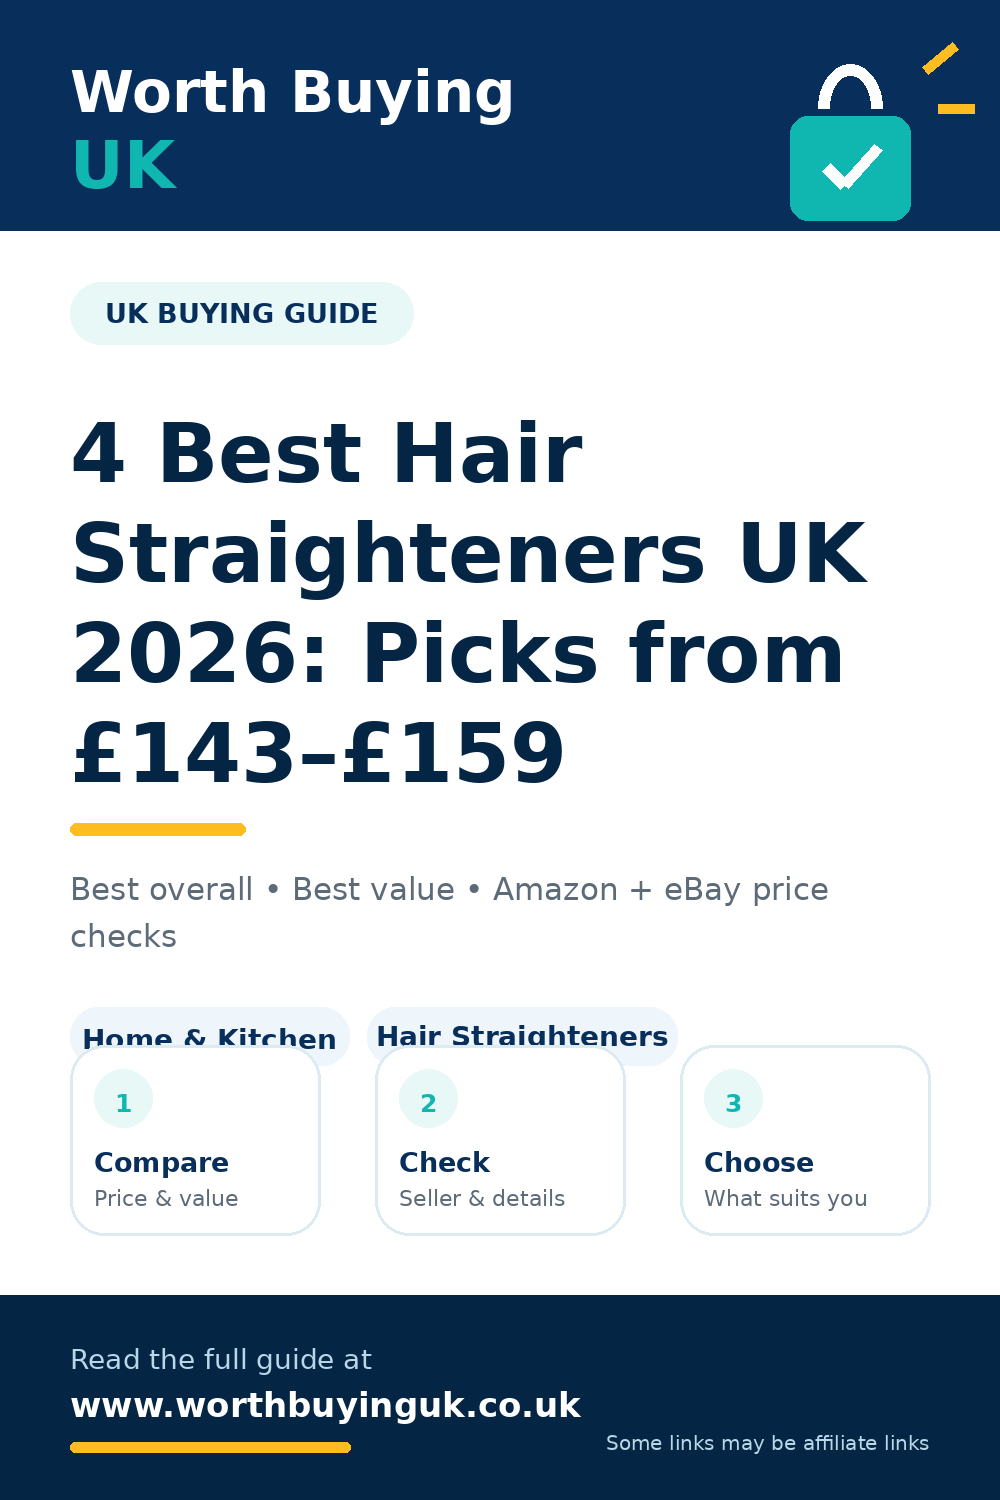 Worth Buying
UK
UK BUYING GUIDE
4 Best Hair
Straighteners UK
2026: Picks from
£143–£159
Best overall • Best value • Amazon + eBay price
checks
Home & Kitchen
Hair Straighteners
1
Compare
Price & value
2
Check
Seller & details
3
Choose
What suits you
Read the full guide at
www.worthbuyinguk.co.uk
Some links may be affiliate links